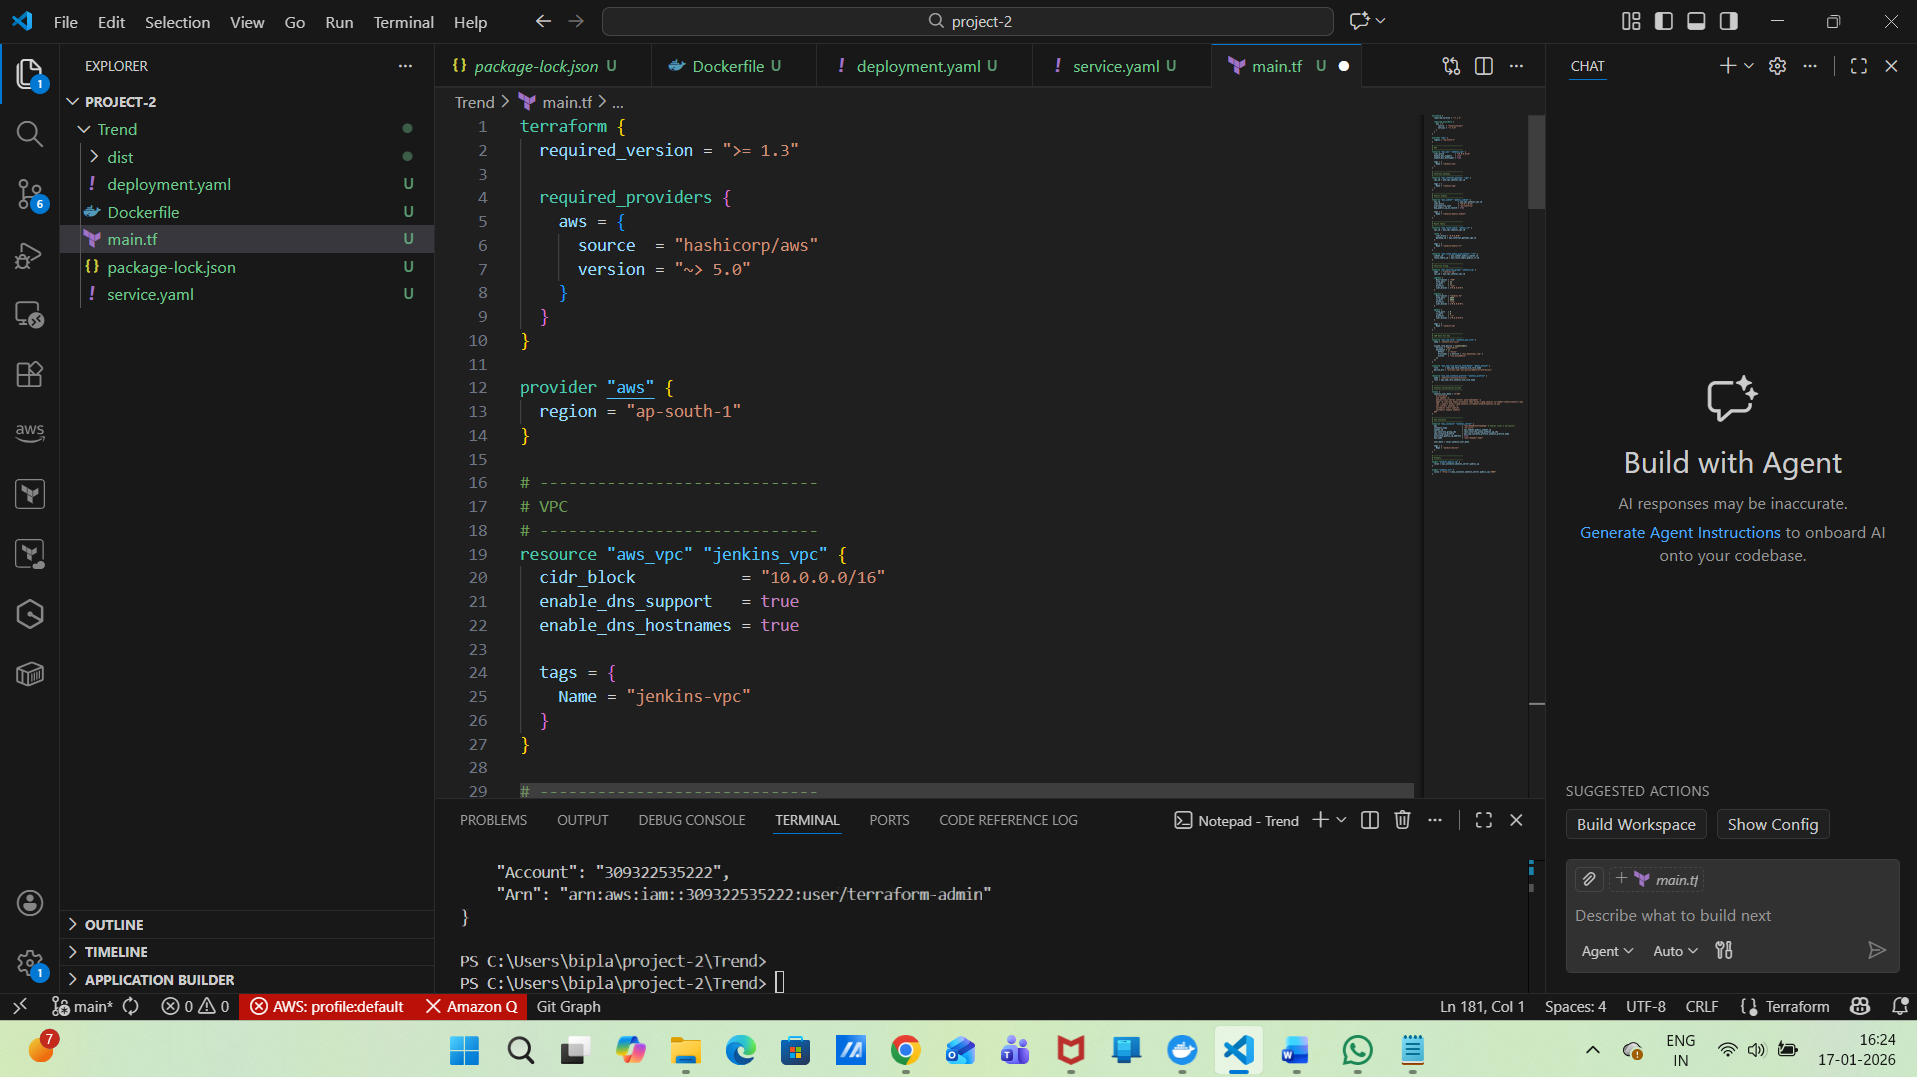 File Edit Selection View Go Run Terminal Help
project-2
EXPLORER
PROJECT-2
Trend
dist
deployment.yaml U
Dockerfile U
main.tf U
package-lock.json U
service.yaml U
OUTLINE
TIMELINE
APPLICATION BUILDER
1
6
aws
1
package-lock.json U
Dockerfile U
deployment.yaml U
service.yaml U
main.tf U
Trend > main.tf > ...
1 terraform {
2 required_version = ">= 1.3"
3
4 required_providers {
5 aws = {
6 source  = "hashicorp/aws"
7 version = "~> 5.0"
8 }
9 }
10 }
11
12 provider "aws" {
13 region = "ap-south-1"
14 }
15
16 # -----------------------------
17 # VPC
18 # -----------------------------
19 resource "aws_vpc" "jenkins_vpc" {
20 cidr_block           = "10.0.0.0/16"
21 enable_dns_support   = true
22 enable_dns_hostnames = true
23
24 tags = {
25 Name = "jenkins-vpc"
26 }
27 }
28
29 # -----------------------------
PROBLEMS OUTPUT DEBUG CONSOLE TERMINAL PORTS CODE REFERENCE LOG
Notepad - Trend
"Account": "309322535222",
"Arn": "arn:aws:iam::309322535222:user/terraform-admin"
}
PS C:\Users\bipla\project-2\Trend>
PS C:\Users\bipla\project-2\Trend>
CHAT
Build with Agent
AI responses may be inaccurate.
Generate Agent Instructions to onboard AI
onto your codebase.
SUGGESTED ACTIONS
Build Workspace
Show Config
main.tf
Describe what to build next
Agent
Auto
main*
0 0
AWS: profile:default
Amazon Q
Git Graph
Ln 181, Col 1
Spaces: 4
UTF-8
CRLF
Terraform
7
ENG
IN
16:24
17-01-2026